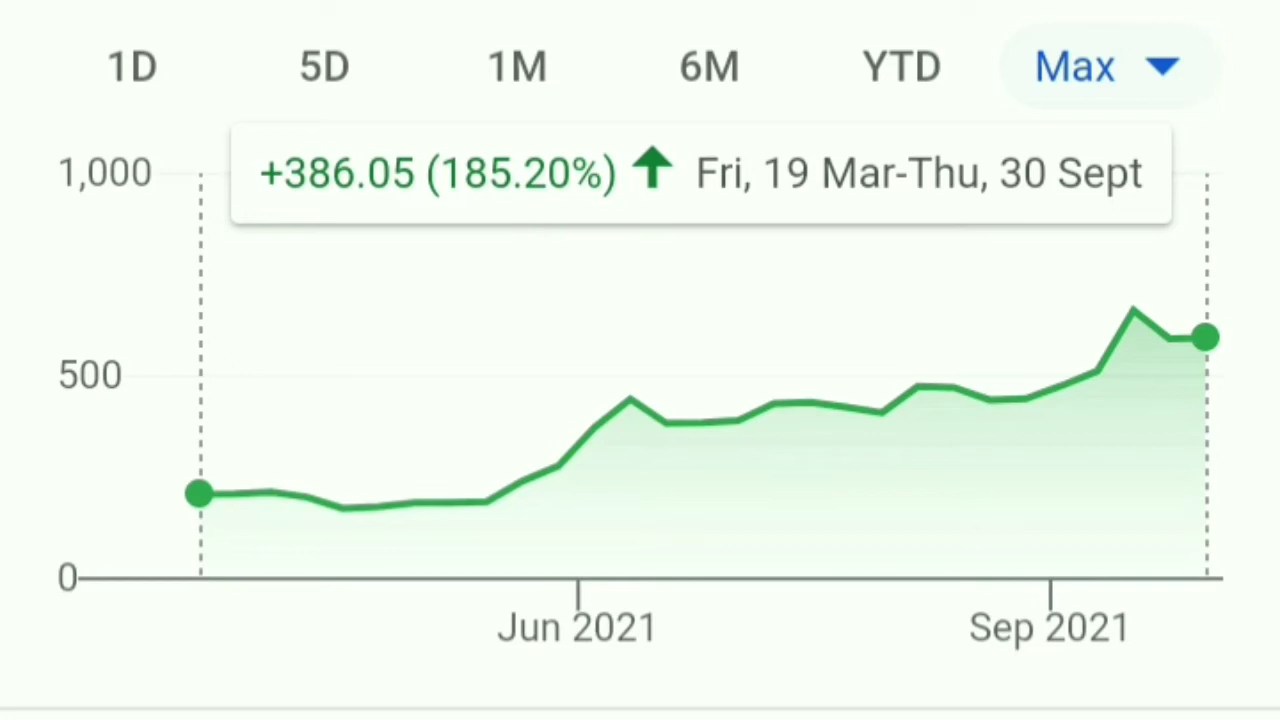 1D 5D 1M 6M YTD Max
1,000
+386.05 (185.20%) Fri, 19 Mar-Thu, 30 Sept
500
0
Jun 2021 Sep 2021